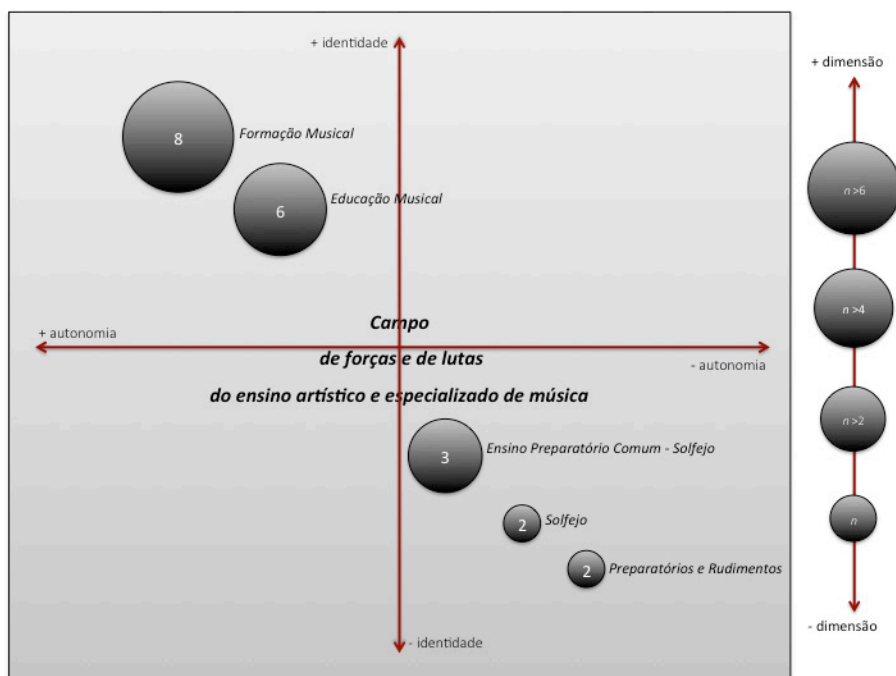 + identidade
8
Formação Musical
6
Educação Musical
+ autonomia
Campo
de forças e de lutas
- autonomia
do ensino artístico e especializado de música
3
Ensino Preparatório Comum - Solfejo
2
Solfejo
2
Preparatórios e Rudimentos
- identidade
+ dimensão
n >6
n >4
n >2
n
- dimensão